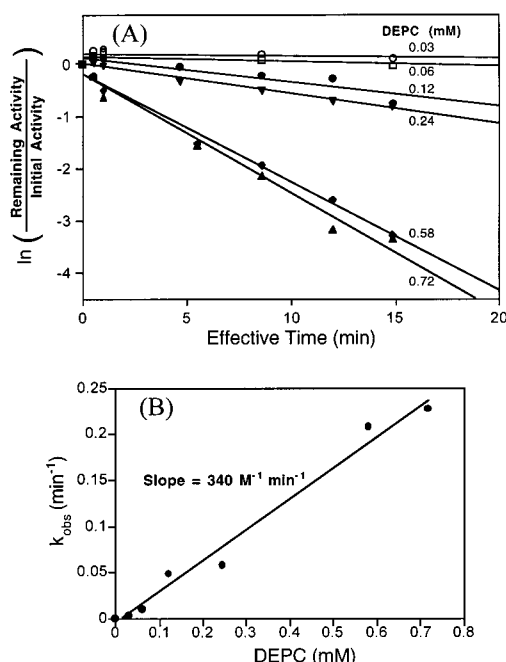 (A)
DEPC (mM)
0.03
0.06
0.12
0.24
0.58
0.72
0
-1
-2
-3
-4
ln ( Remaining Activity / Initial Activity )
0 5 10 15 20
Effective Time (min)
(B)
0.25
0.2
0.15
0.1
0.05
0
Slope = 340 M⁻¹ min⁻¹
k_obs (min⁻¹)
0 0.1 0.2 0.3 0.4 0.5 0.6 0.7 0.8
DEPC (mM)